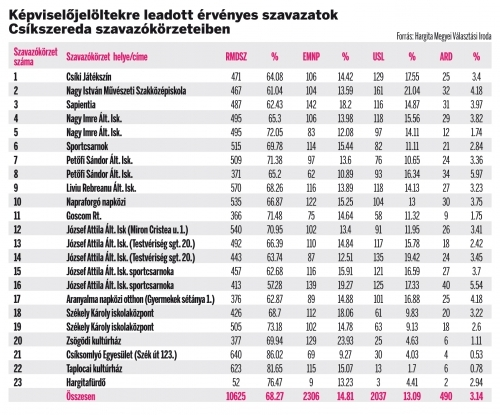 Képviselőjelöltekre leadott érvényes szavazatok
Csíkszereda szavazókörzeteiben
Forrás: Hargita Megyei Választási Iroda
Szavazókörzet száma Szavazókörzet helye/címe RMDSZ % EMNP % USL % ARD %
1 Csíki Játékszín 471 64.08 106 14.42 129 17.55 25 3.4
2 Nagy István Művészeti Szakközépiskola 467 61.04 104 13.59 161 21.04 32 4.18
3 Sapientia 487 62.43 142 18.2 116 14.87 31 3.97
4 Nagy Imre Ált. Isk. 495 65.3 106 13.98 118 15.56 29 3.82
5 Nagy Imre Ált. Isk. 495 72.05 83 12.08 97 14.11 12 1.74
6 Sportcsarnok 515 69.78 114 15.44 82 11.11 21 2.84
7 Petőfi Sándor Ált. Isk. 509 71.38 97 13.6 76 10.65 24 3.36
8 Petőfi Sándor Ált. Isk. 371 65.2 62 10.89 93 16.34 34 5.97
9 Liviu Rebreanu Ált. Isk. 570 68.26 116 13.89 118 14.13 27 3.23
10 Napraforgó napközi 535 66.87 122 15.25 104 13 30 3.75
11 Goscom Rt. 366 71.48 75 14.64 58 11.32 9 1.75
12 József Attila Ált. Isk (Miron Cristea u. 1.) 540 70.95 102 13.4 91 11.95 26 3.41
13 József Attila Ált. Isk. (Testvériség sgt. 20.) 492 66.39 110 14.84 117 15.78 18 2.42
14 József Attila Ált. Isk. (Testvériség sgt. 20.) 443 63.74 87 12.51 135 19.42 24 3.45
15 József Attila Ált. Isk. sportcsarnoka 457 62.68 116 15.91 121 16.59 27 3.7
16 József Attila Ált. Isk. sportcsarnoka 413 57.28 139 19.27 125 17.33 40 5.54
17 Aranyalma napközi otthon (Gyermekek sétánya 1.) 376 62.87 89 14.88 101 16.88 25 4.18
18 Székely Károly iskolaközpont 426 68.7 112 18.06 61 9.83 20 3.22
19 Székely Károly iskolaközpont 505 73.18 102 14.78 63 9.13 18 2.6
20 Zsögödi kultúrház 377 69.94 129 23.93 25 4.63 6 1.11
21 Csíksomlyó Egyesület (Szék út 123.) 640 86.02 69 9.27 30 4.03 4 0.53
22 Taplocai kultúrház 623 81.65 115 15.07 13 1.7 6 0.78
23 Hargitafürdő 52 76.47 9 13.23 3 4.41 2 2.94
Összesen 10625 68.27 2306 14.81 2037 13.09 490 3.14